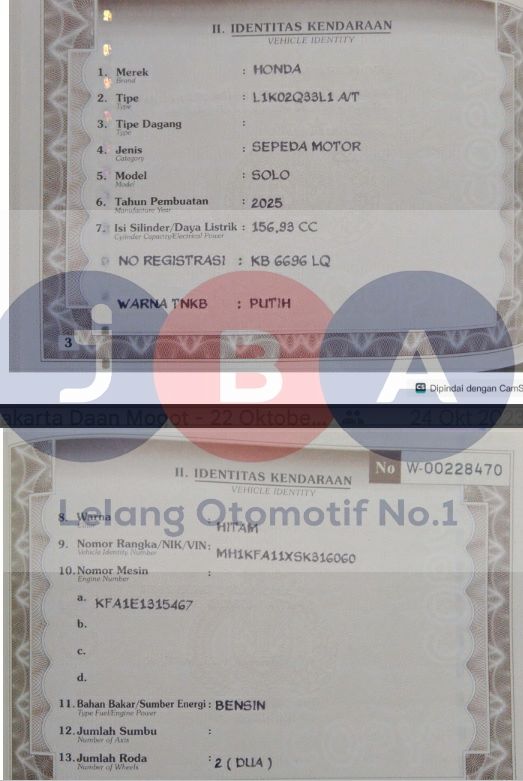 II. IDENTITAS KENDARAAN
VEHICLE IDENTITY
1. Merek : HONDA
Brand
2. Tipe : L1K02Q33L1 A/T
Type
3. Tipe Dagang :
Type
4. Jenis : SEPEDA MOTOR
Category
5. Model : SOLO
Model
6. Tahun Pembuatan : 2025
Manufacture Year
7. Isi Silinder/Daya Listrik : 156,93 CC
Cylinder Capacity/Electrical Power
NO REGISTRASI : KB 6696 LQ
WARNA TNKB : PUTIH
3
JBA
CS Dipindai dengan CamS
akarta Daan Mogot - 22 Oktobe... 24 Okt 202
No W-00228470
II. IDENTITAS KENDARAAN
VEHICLE IDENTITY
Lelang Otomotif No.1
8. Warna : HITAM
9. Nomor Rangka/NIK/VIN: MH1KFA11XSK316060
Vehicle Identity Number
10. Nomor Mesin :
Engine Number
a. KFA1E1315467
b.
c.
d.
11. Bahan Bakar/Sumber Energi : BENSIN
Type Fuel/Engine Power
12. Jumlah Sumbu :
Number of Axis
13. Jumlah Roda : 2 ( DUA )
Number of Wheels